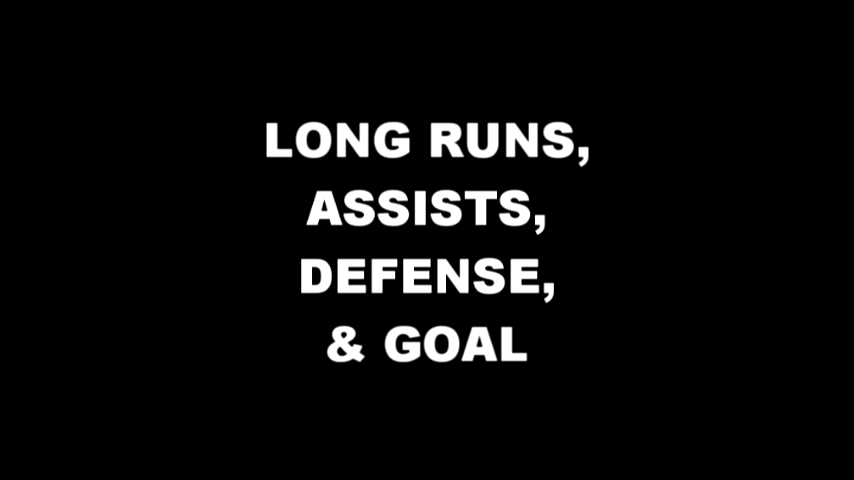 LONG RUNS,
ASSISTS,
DEFENSE,
& GOAL